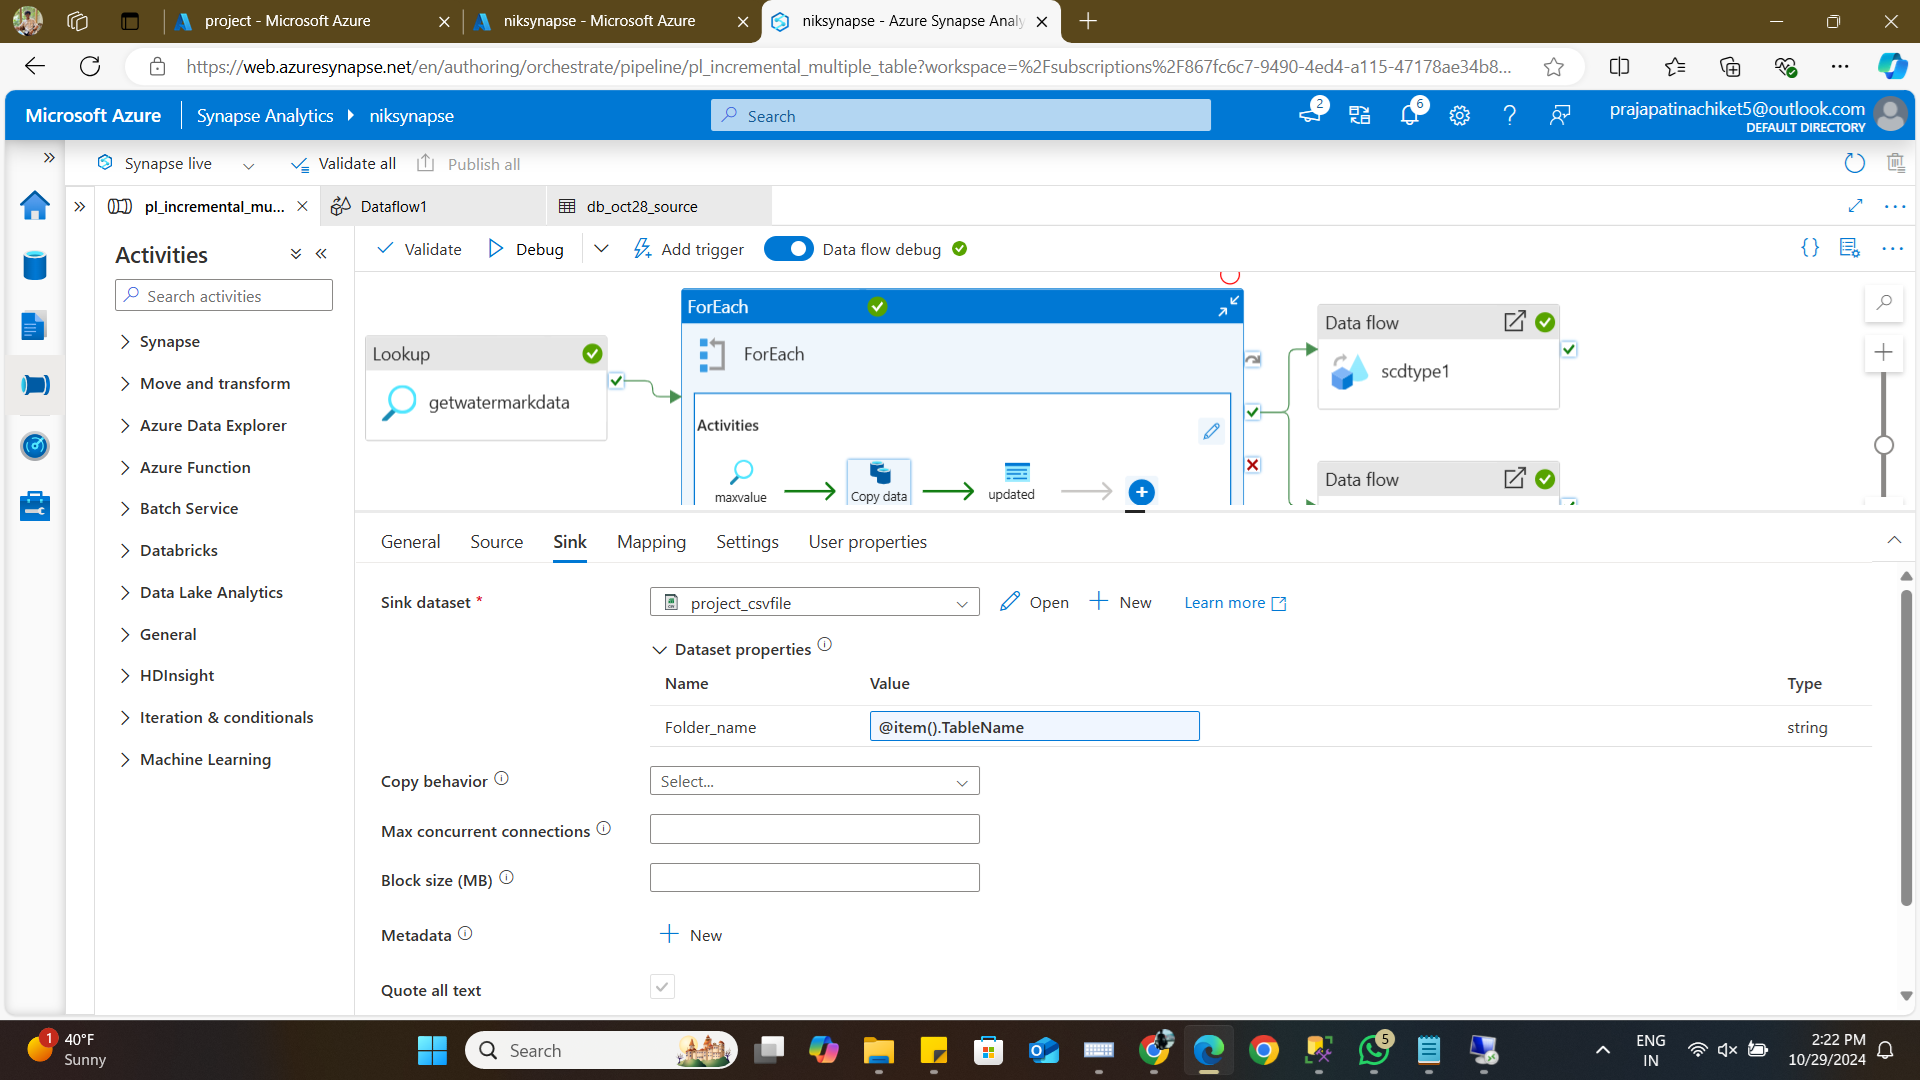 project - Microsoft Azure
niksynapse - Microsoft Azure
niksynapse - Azure Synapse Analy
https://web.azuresynapse.net/en/authoring/orchestrate/pipeline/pl_incremental_multiple_table?workspace=%2Fsubscriptions%2F867fc6c7-9490-4ed4-a115-47178ae34b8...
Microsoft Azure
Synapse Analytics
niksynapse
Search
2
6
prajapatinachiket5@outlook.com
DEFAULT DIRECTORY
Synapse live
Validate all
Publish all
pl_incremental_mu...
Dataflow1
db_oct28_source
Activities
Search activities
Synapse
Move and transform
Azure Data Explorer
Azure Function
Batch Service
Databricks
Data Lake Analytics
General
HDInsight
Iteration & conditionals
Machine Learning
Validate
Debug
Add trigger
Data flow debug
Lookup
getwatermarkdata
ForEach
ForEach
Activities
maxvalue
Copy data
updated
Data flow
scdtype1
Data flow
General
Source
Sink
Mapping
Settings
User properties
Sink dataset *
project_csvfile
Open
New
Learn more
Dataset properties
Name
Value
Type
Folder_name
@item().TableName
string
Copy behavior
Select...
Max concurrent connections
Block size (MB)
Metadata
New
Quote all text
1
40°F
Sunny
Search
5
ENG
IN
2:22 PM
10/29/2024